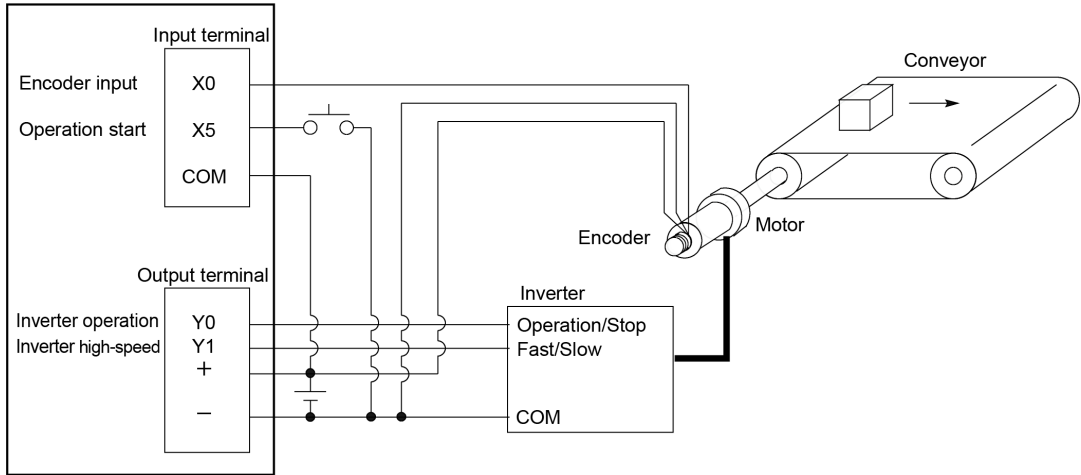 Input terminal
Encoder input X0
Operation start X5
COM
Output terminal
Inverter operation Y0
Inverter high-speed Y1
+
−
Conveyor
Encoder
Motor
Inverter
Operation/Stop
Fast/Slow
COM